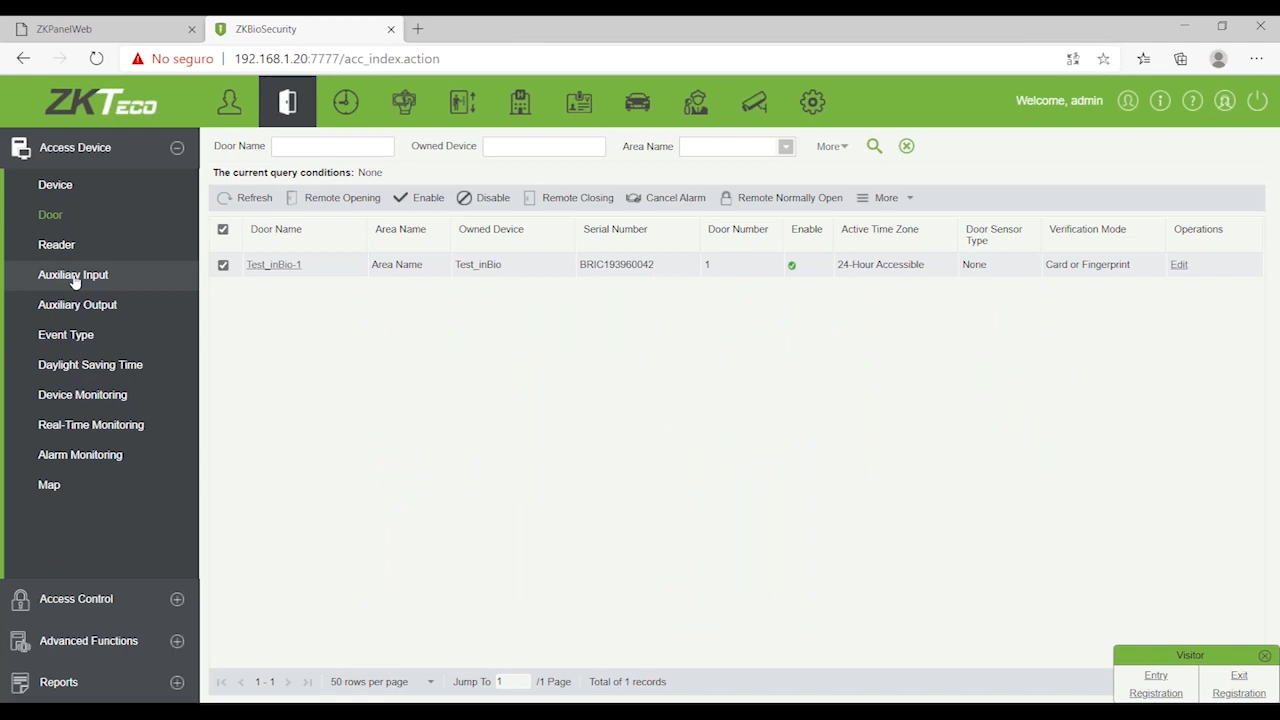 ZKPanelWeb
ZKBioSecurity
No seguro | 192.168.1.20:7777/acc_index.action
ZKTECO
Welcome, admin
Access Device
Device
Door
Reader
Auxiliary Input
Auxiliary Output
Event Type
Daylight Saving Time
Device Monitoring
Real-Time Monitoring
Alarm Monitoring
Map
Access Control
Advanced Functions
Reports
Door Name Owned Device Area Name More
The current query conditions: None
Refresh Remote Opening Enable Disable Remote Closing Cancel Alarm Remote Normally Open More
Door Name Area Name Owned Device Serial Number Door Number Enable Active Time Zone Door Sensor Type Verification Mode Operations
Test_inBio-1 Area Name Test_inBio BRIC193960042 1 24-Hour Accessible None Card or Fingerprint Edit
1 - 1 50 rows per page Jump To 1 /1 Page Total of 1 records
Visitor
Entry Registration
Exit Registration